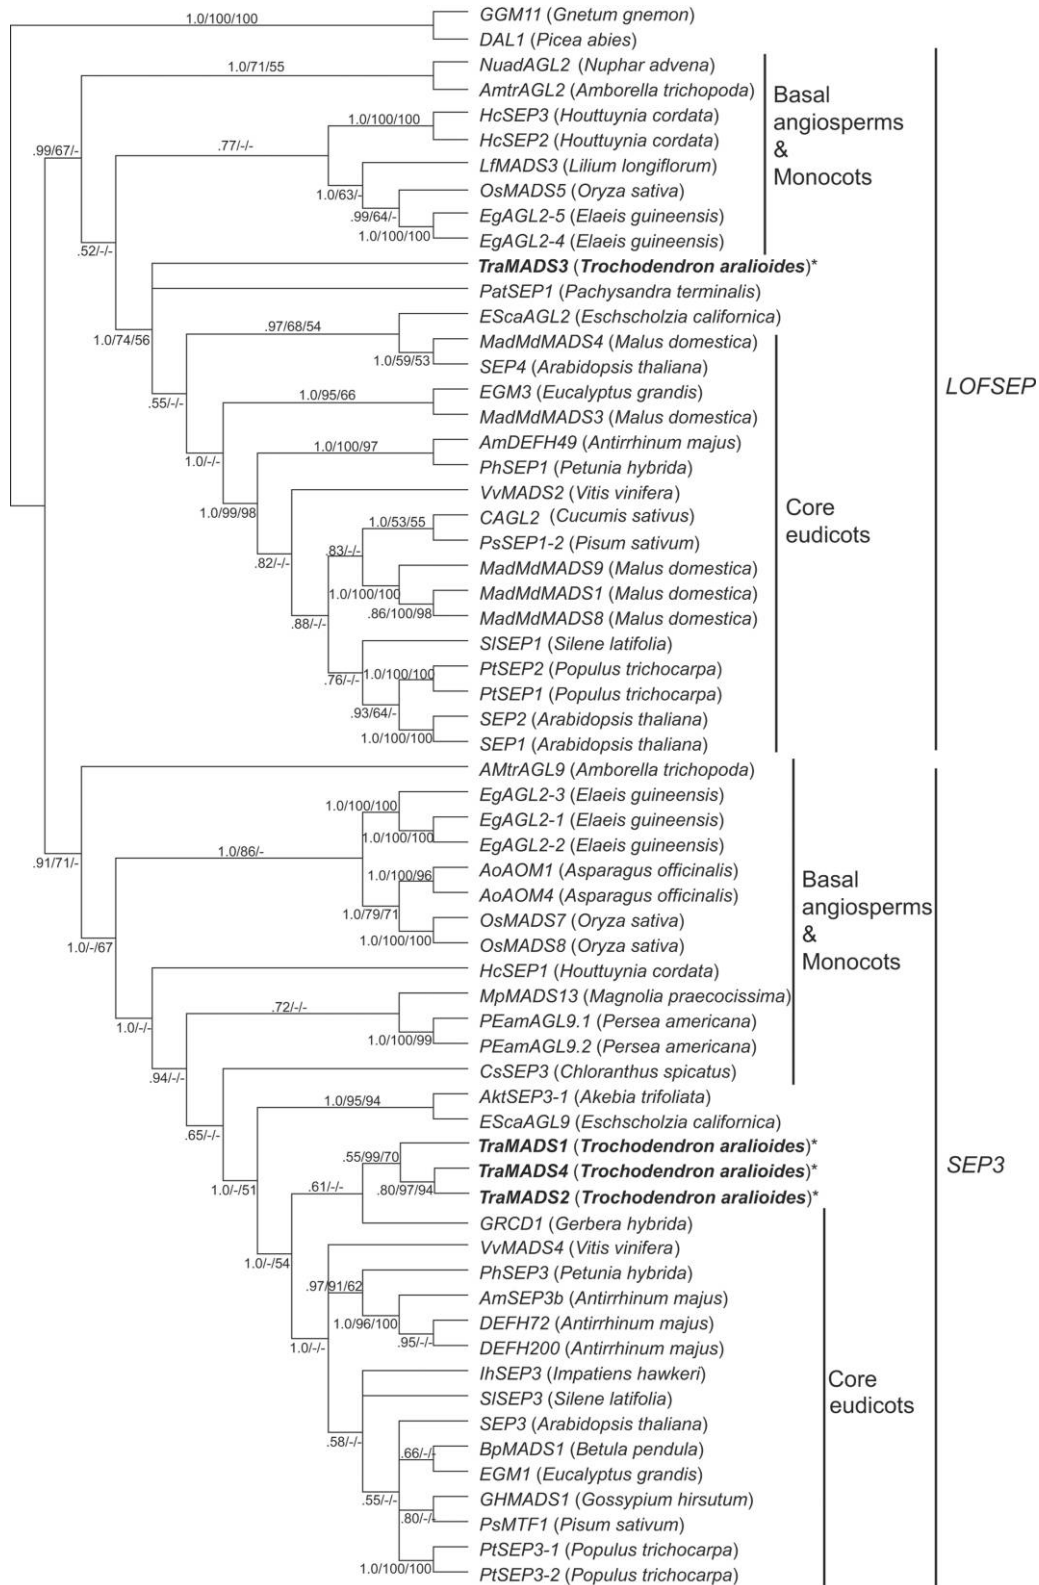 1.0/100/100
GGM11 (Gnetum gnemon)
DAL1 (Picea abies)
1.0/71/55
NuadAGL2 (Nuphar advena)
AmtrAGL2 (Amborella trichopoda)
.99/67/-
1.0/100/100
HcSEP3 (Houttuynia cordata)
HcSEP2 (Houttuynia cordata)
.77/-/-
LfMADS3 (Lilium longiflorum)
1.0/63/-
OsMADS5 (Oryza sativa)
.99/64/-
EgAGL2-5 (Elaeis guineensis)
1.0/100/100
EgAGL2-4 (Elaeis guineensis)
.52/-/-
Basal
angiosperms
&
Monocots
TraMADS3 (Trochodendron aralioides)*
PatSEP1 (Pachysandra terminalis)
1.0/74/56
EScaAGL2 (Eschscholzia californica)
.97/68/54
MadMdMADS4 (Malus domestica)
1.0/59/53
SEP4 (Arabidopsis thaliana)
.55/-/-
1.0/95/66
EGM3 (Eucalyptus grandis)
MadMdMADS3 (Malus domestica)
1.0/-/-
1.0/100/97
AmDEFH49 (Antirrhinum majus)
PhSEP1 (Petunia hybrida)
1.0/99/98
VvMADS2 (Vitis vinifera)
.82/-/-
1.0/53/55
CAGL2 (Cucumis sativus)
PsSEP1-2 (Pisum sativum)
.83/-/-
MadMdMADS9 (Malus domestica)
1.0/100/100
MadMdMADS1 (Malus domestica)
.86/100/98
MadMdMADS8 (Malus domestica)
.88/-/-
SlSEP1 (Silene latifolia)
.76/-/-
1.0/100/100
PtSEP2 (Populus trichocarpa)
PtSEP1 (Populus trichocarpa)
.93/64/-
SEP2 (Arabidopsis thaliana)
1.0/100/100
SEP1 (Arabidopsis thaliana)
Core
eudicots
LOFSEP
AMtrAGL9 (Amborella trichopoda)
.91/71/-
EgAGL2-3 (Elaeis guineensis)
1.0/100/100
EgAGL2-1 (Elaeis guineensis)
1.0/100/100
EgAGL2-2 (Elaeis guineensis)
1.0/86/-
1.0/100/96
AoAOM1 (Asparagus officinalis)
AoAOM4 (Asparagus officinalis)
1.0/79/71
OsMADS7 (Oryza sativa)
1.0/100/100
OsMADS8 (Oryza sativa)
1.0/-/67
HcSEP1 (Houttuynia cordata)
1.0/-/-
.72/-/-
MpMADS13 (Magnolia praecocissima)
PEamAGL9.1 (Persea americana)
1.0/100/99
PEamAGL9.2 (Persea americana)
.94/-/-
CsSEP3 (Chloranthus spicatus)
Basal
angiosperms
&
Monocots
.65/-/-
1.0/95/94
AktSEP3-1 (Akebia trifoliata)
EScaAGL9 (Eschscholzia californica)
1.0/-/51
TraMADS1 (Trochodendron aralioides)*
.55/99/70
TraMADS4 (Trochodendron aralioides)*
.80/97/94
TraMADS2 (Trochodendron aralioides)*
.61/-/-
GRCD1 (Gerbera hybrida)
1.0/-/54
VvMADS4 (Vitis vinifera)
.97/91/62
PhSEP3 (Petunia hybrida)
AmSEP3b (Antirrhinum majus)
1.0/96/100
DEFH72 (Antirrhinum majus)
.95/-/-
DEFH200 (Antirrhinum majus)
1.0/-/-
IhSEP3 (Impatiens hawkeri)
SlSEP3 (Silene latifolia)
.58/-/-
SEP3 (Arabidopsis thaliana)
.66/-/-
BpMADS1 (Betula pendula)
EGM1 (Eucalyptus grandis)
.55/-/-
GHMADS1 (Gossypium hirsutum)
.80/-/-
PsMTF1 (Pisum sativum)
PtSEP3-1 (Populus trichocarpa)
1.0/100/100
PtSEP3-2 (Populus trichocarpa)
Core
eudicots
SEP3